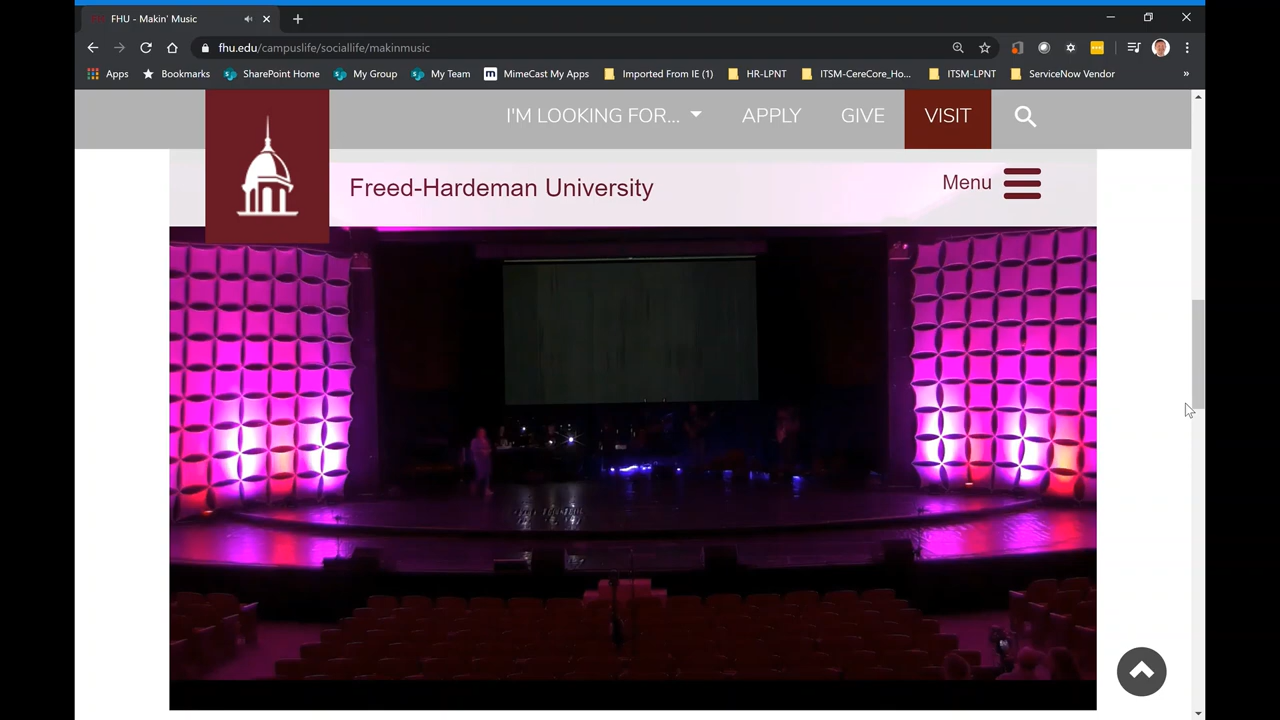 FHU - Makin' Music
fhu.edu/campuslife/sociallife/makinmusic
Apps Bookmarks SharePoint Home My Group My Team MimeCast My Apps Imported From IE (1) HR-LPNT ITSM-CereCore_Ho... ITSM-LPNT ServiceNow Vendor »
I'M LOOKING FOR... APPLY GIVE VISIT
Freed-Hardeman University Menu